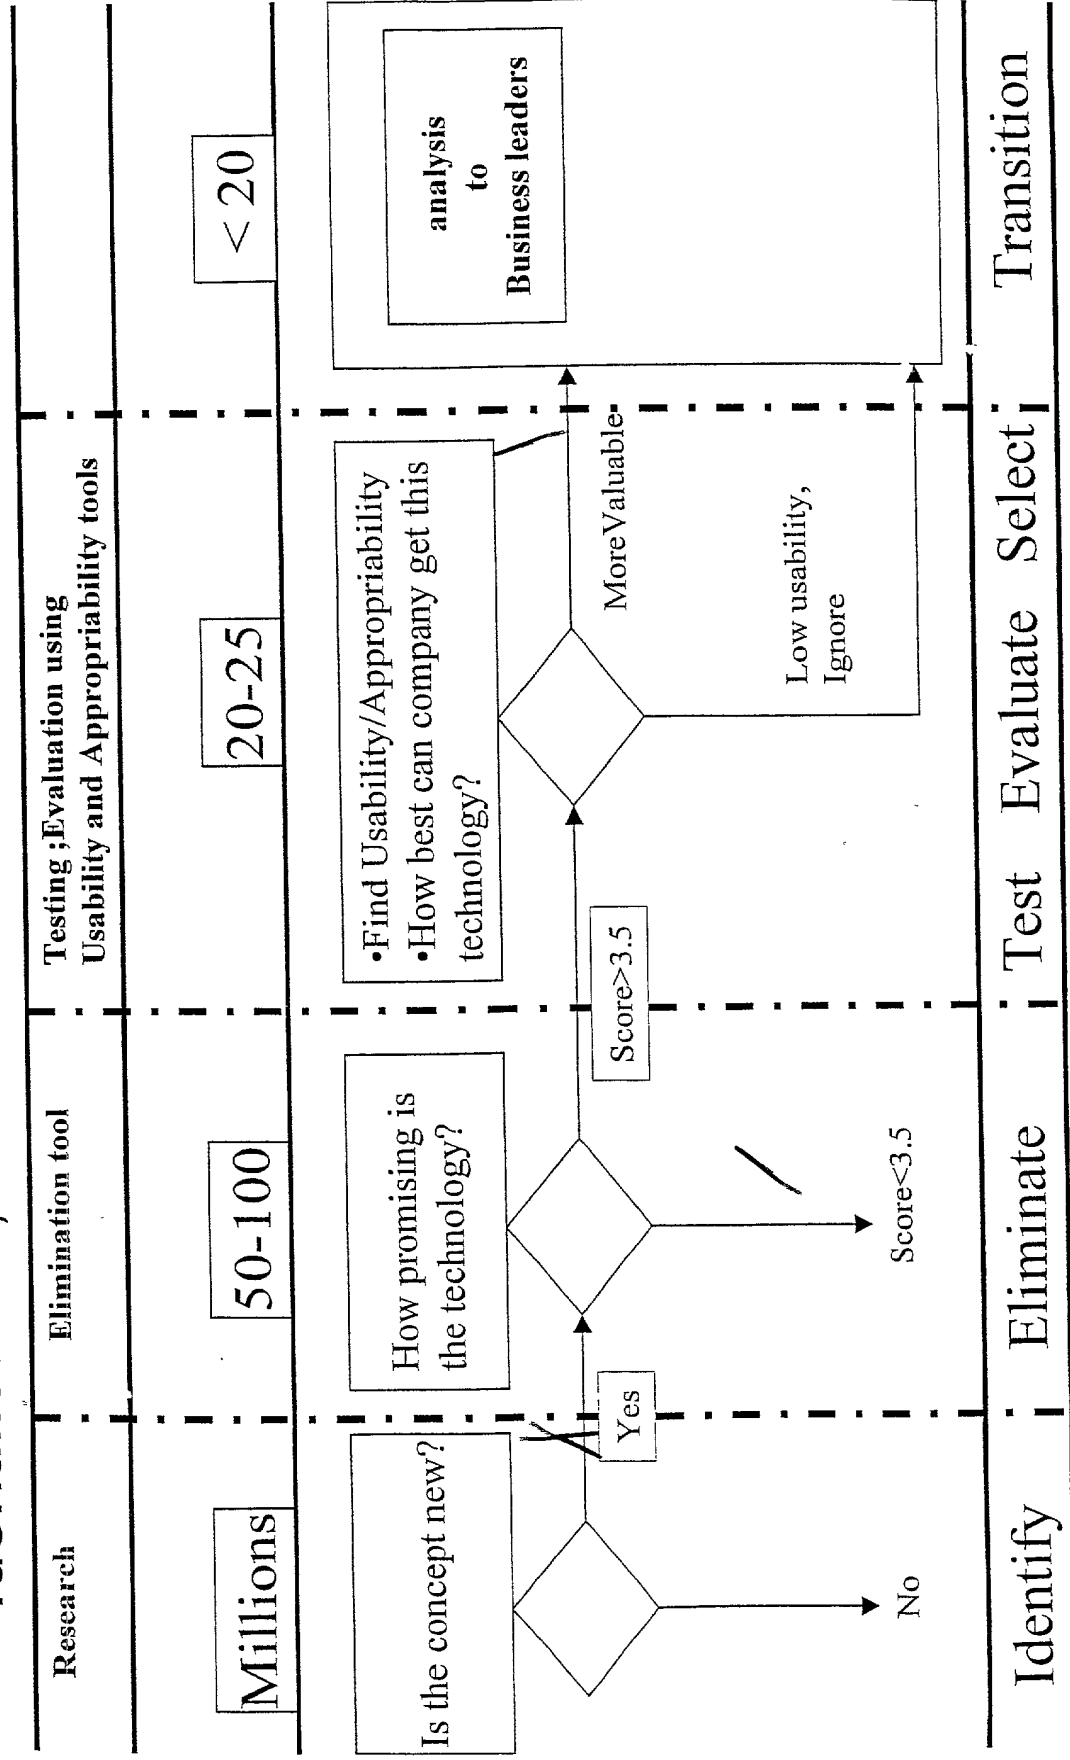 Research
Elimination tool
Testing ;Evaluation using
Usability and Appropriability tools
Millions
50-100
20-25
< 20
Is the concept new?
How promising is
the technology?
•Find Usability/Appropriability
•How best can company get this
technology?
analysis
to
Business leaders
Yes
Score>3.5
MoreValuable
Low usability,
Ignore
No
Score<3.5
Identify
Eliminate
Test Evaluate Select
Transition